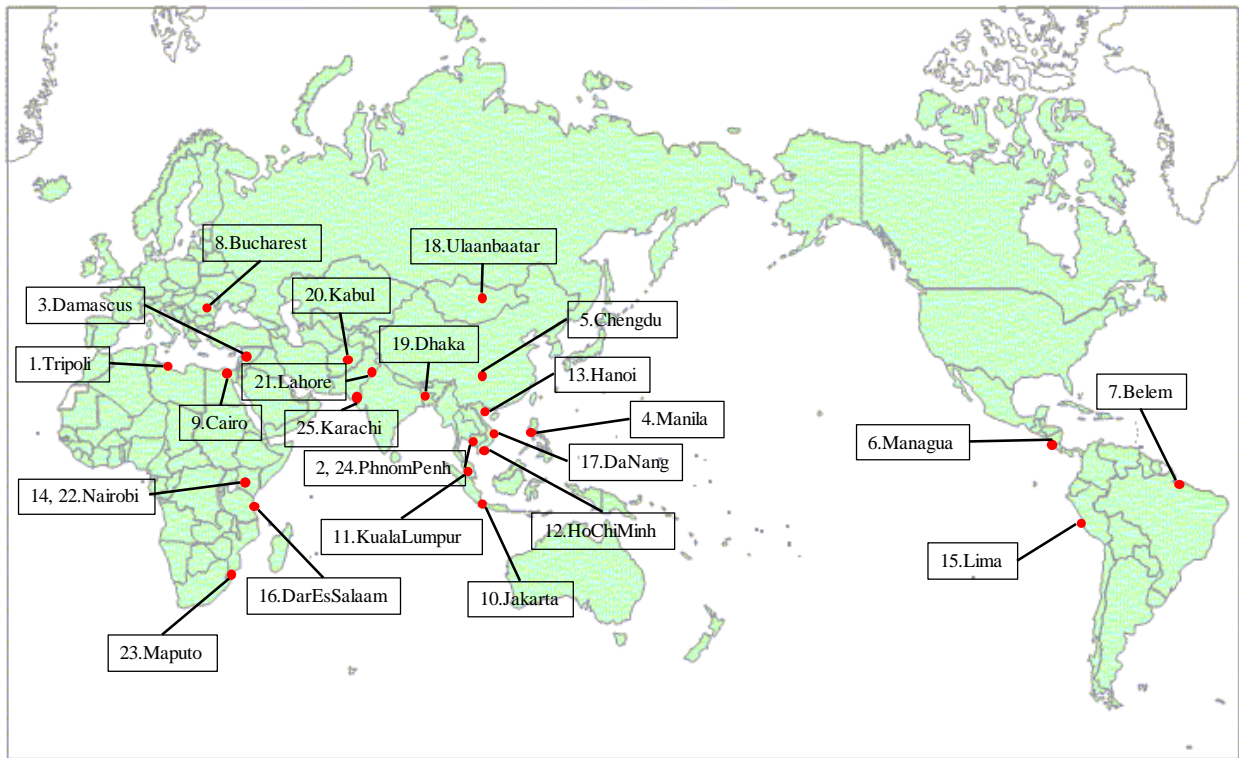 8.Bucharest
18.Ulaanbaatar
3.Damascus
20.Kabul
5.Chengdu
19.Dhaka
1.Tripoli
21.Lahore
13.Hanoi
7.Belem
9.Cairo
25.Karachi
4.Manila
6.Managua
2, 24.PhnomPenh
17.DaNang
14, 22.Nairobi
11.KualaLumpur
12.HoChiMinh
15.Lima
16.DarEsSalaam
10.Jakarta
23.Maputo